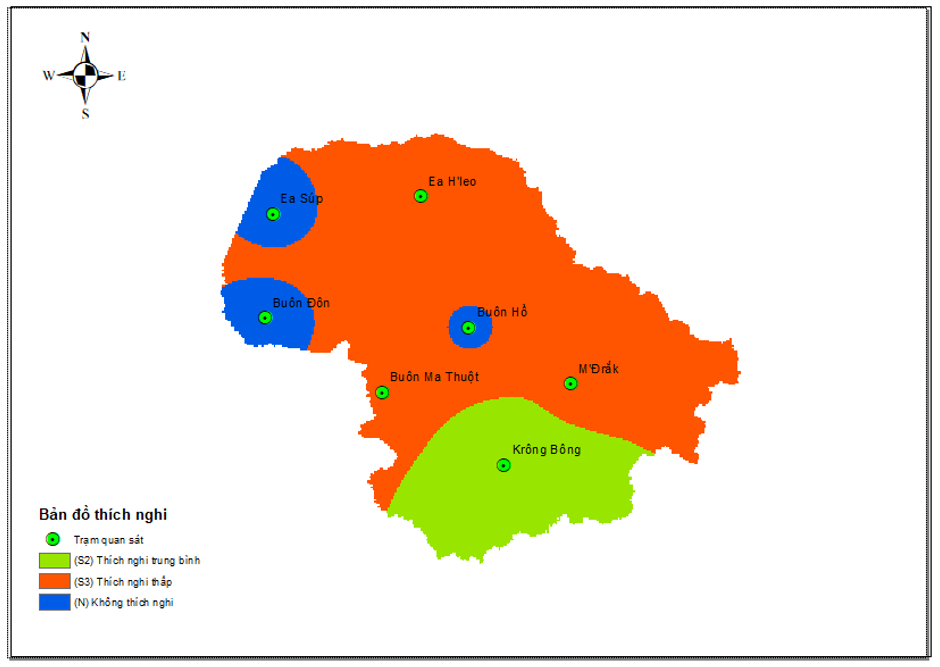 N
W E
S
Ea Súp
Ea H'leo
Buôn Đôn
Buôn Hồ
Buôn Ma Thuột
M'Đrắk
Krông Bông
Bản đồ thích nghi
Trạm quan sát
(S2) Thích nghi trung bình
(S3) Thích nghi thấp
(N) Không thích nghi